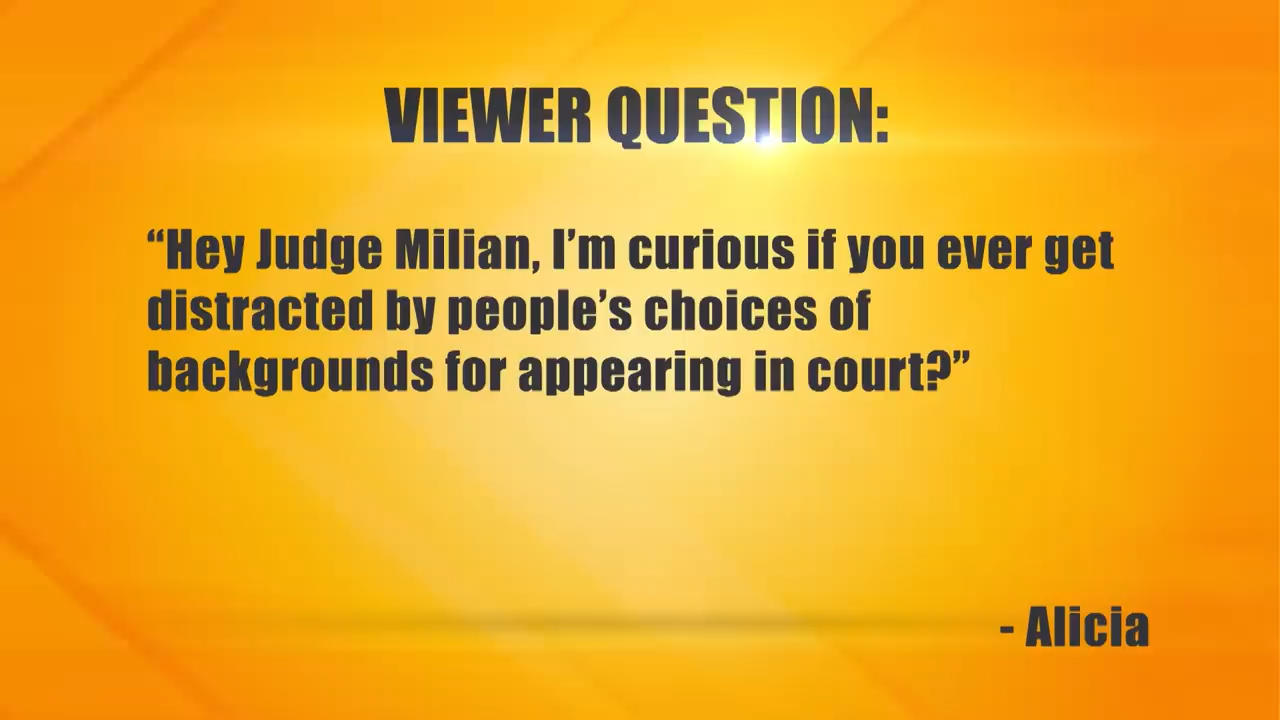 VIEWER QUESTION:
“Hey Judge Milian, I’m curious if you ever get
distracted by people’s choices of
backgrounds for appearing in court?”
- Alicia